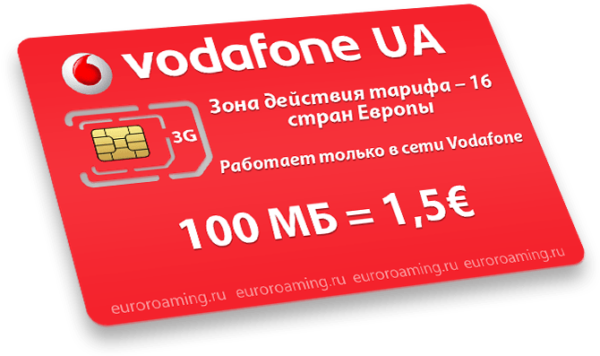 vodafone UA
Зона действия тарифа – 16
стран Европы
3G
Работает только в сети Vodafone
100 МБ = 1,5€
euroroaming.ru euroroaming.ru euroroaming.ru euroroaming.ru